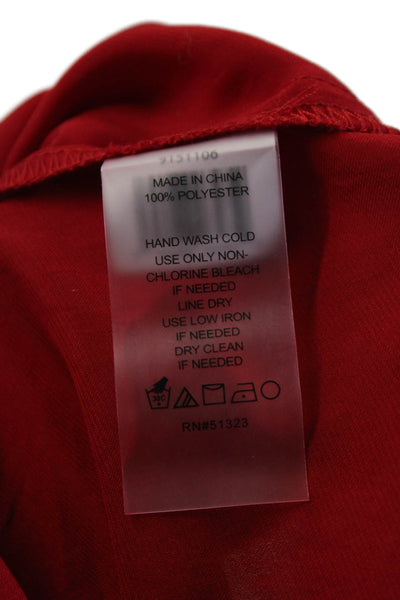 9151106
MADE IN CHINA
100% POLYESTER
HAND WASH COLD
USE ONLY NON-
CHLORINE BLEACH
IF NEEDED
LINE DRY
USE LOW IRON
IF NEEDED
DRY CLEAN
IF NEEDED
RN#51323